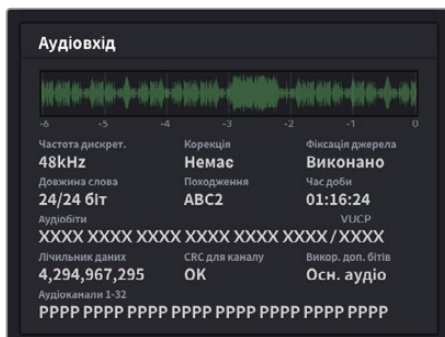 Аудіовхід
-6 -5 -4 -3 -2 -1 0
Частота дискрет. Корекція Фіксація джерела
48kHz Немає Виконано
Довжина слова Походження Час доби
24/24 біт ABC2 01:16:24
Аудіобіти VUCP
XXXX XXXX XXXX XXXX XXXX XXXX/XXXX
Лічильник даних CRC для каналу Викор. доп. бітів
4,294,967,295 OK Осн. аудіо
Аудіоканали 1-32
PPPP PPPP PPPP PPPP PPPP PPPP PPPP PPPP